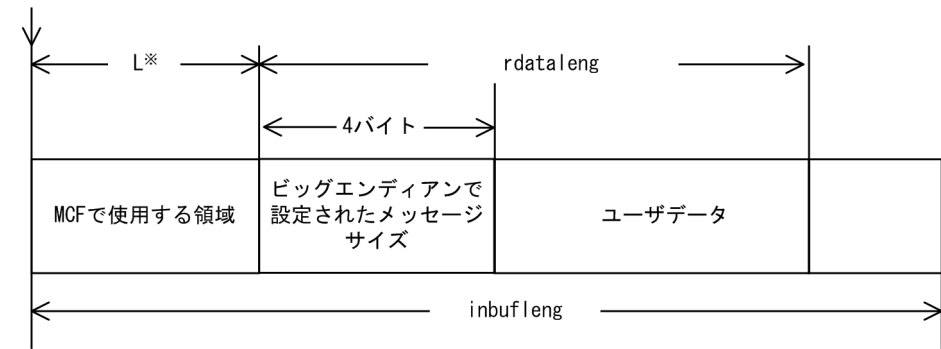 L※
rdataleng
4バイト
MCFで使用する領域
ビッグエンディアンで
設定されたメッセージ
サイズ
ユーザデータ
inbufleng